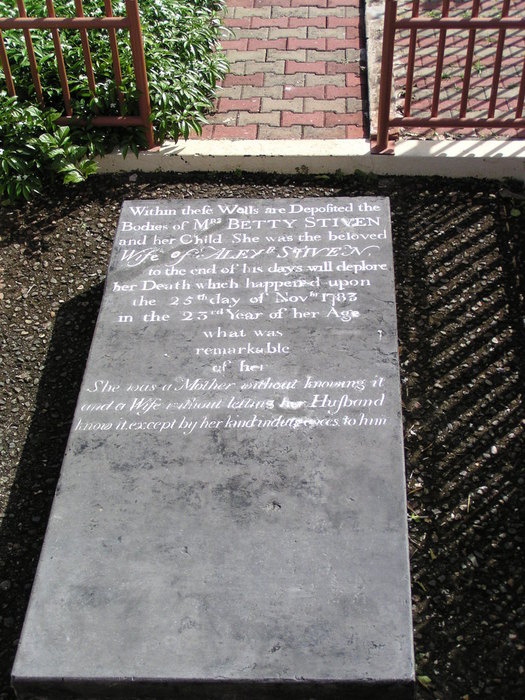 Within theſe Walls are Depoſited the
Bodies of Mrs BETTY STIVEN
and her Child She was the beloved
Wife of ALEXr STIVEN
to the end of his days will deplore
her Death which happened upon
the 25th day of Novbr 1783
in the 23rd Year of her Age
what was
remarkable
of her
She was a Mother without knowing it
and a Wife without letting her Huſband
know it, except by her kind indulgences to him